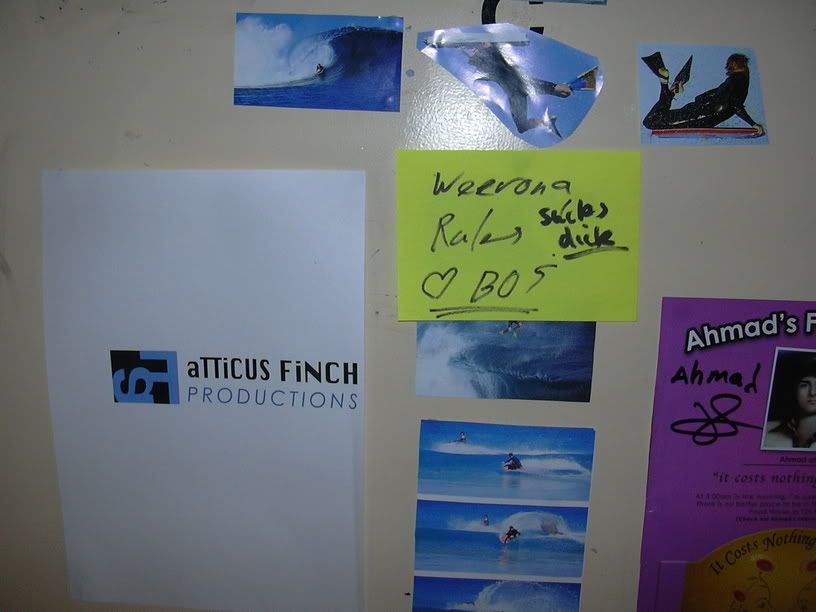 aTTiCUS FiNCH
PRODUCTIONS
Weerona
Rules sucks
dick
♡ BOS
Ahmad's F
Ahmad
"it costs nothing
It Costs Nothing